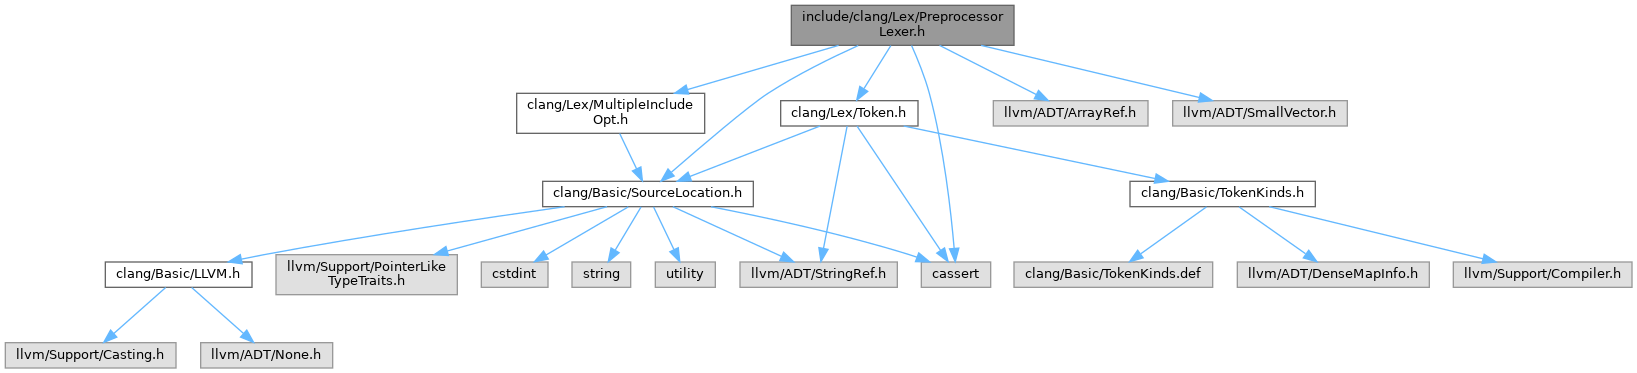 include/clang/Lex/Preprocessor
Lexer.h
clang/Lex/MultipleInclude
Opt.h
clang/Lex/Token.h
llvm/ADT/ArrayRef.h
llvm/ADT/SmallVector.h
clang/Basic/SourceLocation.h
clang/Basic/TokenKinds.h
clang/Basic/LLVM.h
llvm/Support/PointerLike
TypeTraits.h
cstdint
string
utility
llvm/ADT/StringRef.h
cassert
clang/Basic/TokenKinds.def
llvm/ADT/DenseMapInfo.h
llvm/Support/Compiler.h
llvm/Support/Casting.h
llvm/ADT/None.h